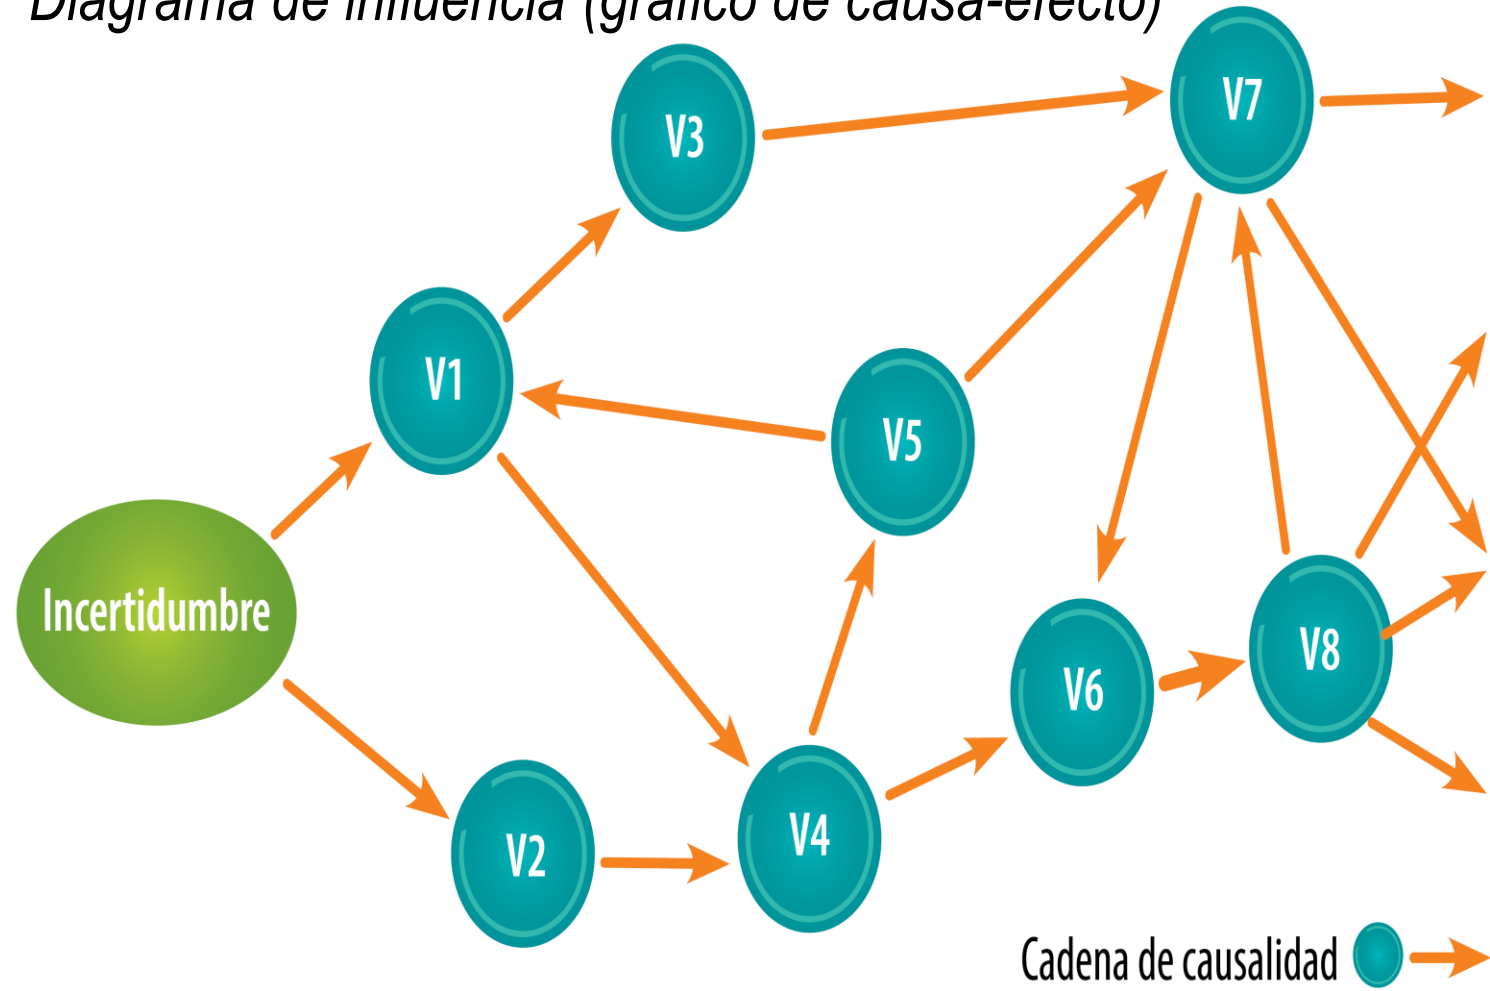 Diagrama de influencia (gráfico de causa-efecto)
V3
V7
V1
V5
Incertidumbre
V6
V8
V2
V4
Cadena de causalidad